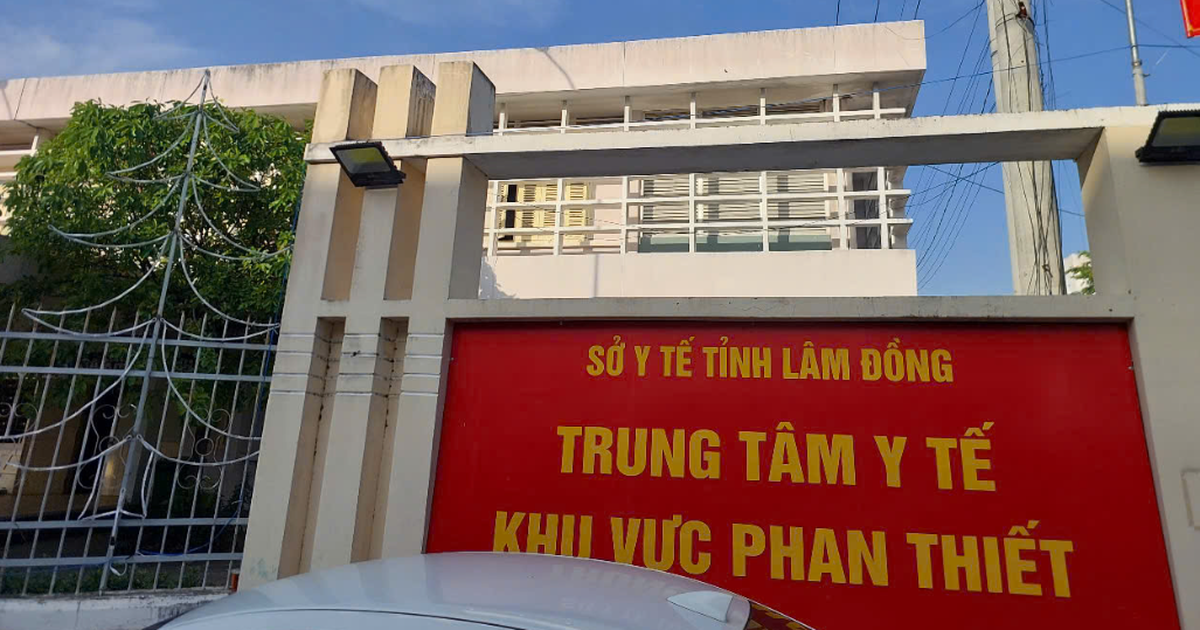 SỞ Y TẾ TỈNH LÂM ĐỒNG
TRUNG TÂM Y TẾ
KHU VỰC PHAN THIẾT